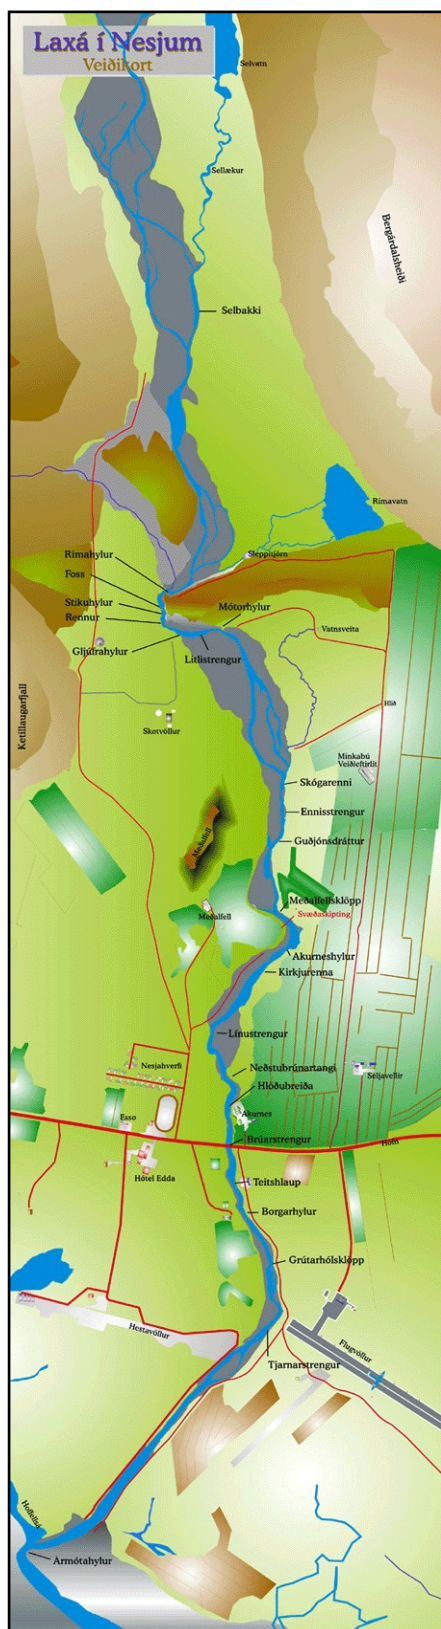 Laxá í Nesjum
Veiðikort
Selvatn
Sellækur
Bergárdalsheiði
Selbakki
Rimavatn
Sleppitjörn
Rimahylur
Foss
Stikuhylur
Mótorhylur
Rennur
Vatnsveita
Gljúfrahylur
Litlistrengur
Ketillaugarfjall
Hlíð
Skotvöllur
Minkabú
Veiðieftirlit
Skógarenni
Ennisstrengur
Meðalfell
Guðjónsdráttur
Meðalfellsklöpp
Meðalfell
Svæðaskipting
Akurneshylur
Kirkjurenna
Línustrengur
Nesjahverfi
Neðstubrúnartangi
Seljavellir
Hlöðubreiða
Akurnes
Esso
Brúarstrengur
Höfn
Hótel Edda
Teitshlaup
Borgarhylur
Grútarhólsklöpp
Hestavöllur
Flugvöllur
Tjarnarstrengur
Hoffellsá
Ármótahylur